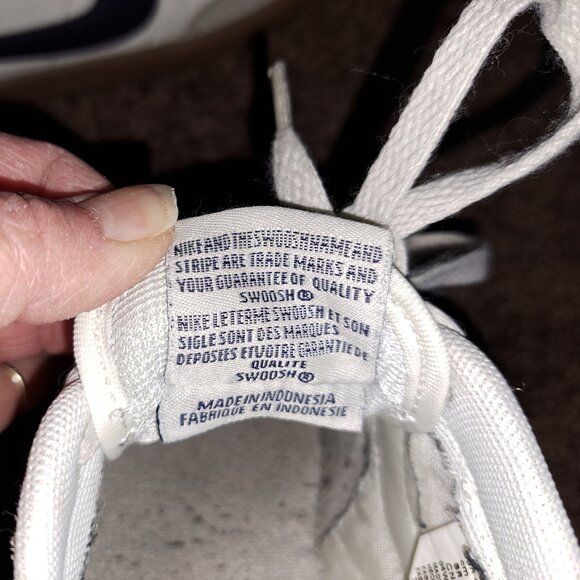 NIKE AND THE SWOOSH NAME AND
STRIPE ARE TRADE MARKS AND
YOUR GUARANTEE OF QUALITY
SWOOSH®
NIKE LE TERME SWOOSH ET SON
SIGLE SONT DES MARQUES
DEPOSEES ET VOTRE GARANTIE DE
QUALITE
SWOOSH®
MADE IN INDONESIA
FABRIQUE EN INDONESIE